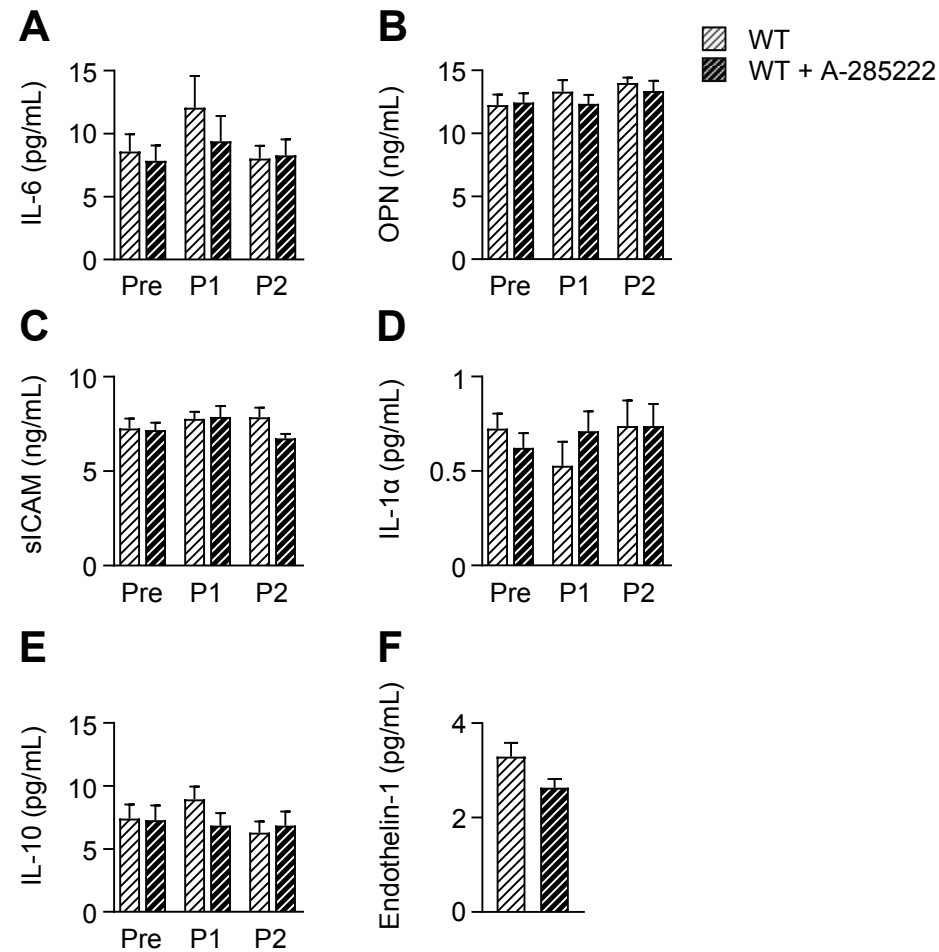 A
IL-6 (pg/mL)
15
10
5
0
Pre P1 P2
B
OPN (ng/mL)
15
10
5
0
Pre P1 P2
WT
WT + A-285222
C
sICAM (ng/mL)
10
5
0
Pre P1 P2
D
IL-1α (pg/mL)
1
0.5
0
Pre P1 P2
E
IL-10 (pg/mL)
15
10
5
0
Pre P1 P2
F
Endothelin-1 (pg/mL)
4
2
0